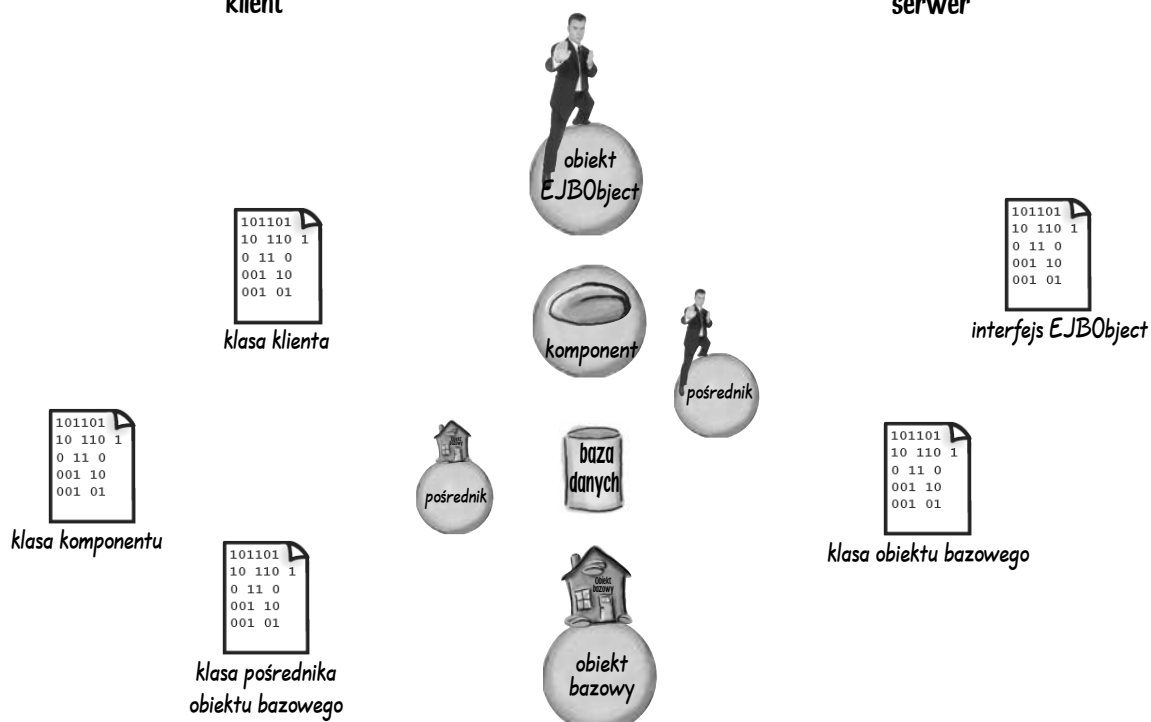 klient
serwer
obiekt
EJBObject
101101
10 110 1
0 11 0
001 10
001 01
klasa klienta
101101
10 110 1
0 11 0
001 10
001 01
interfejs EJBObject
komponent
pośrednik
101101
10 110 1
0 11 0
001 10
001 01
klasa komponentu
Obiekt
bazowy
pośrednik
baza
danych
101101
10 110 1
0 11 0
001 10
001 01
klasa obiektu bazowego
101101
10 110 1
0 11 0
001 10
001 01
klasa pośrednika
obiektu bazowego
Obiekt
bazowy
obiekt
bazowy